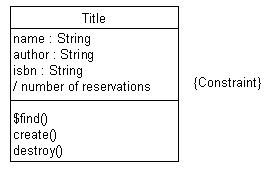 Title
name : String
author : String
isbn : String
/ number of reservations
{Constraint}
$find()
create()
destroy()